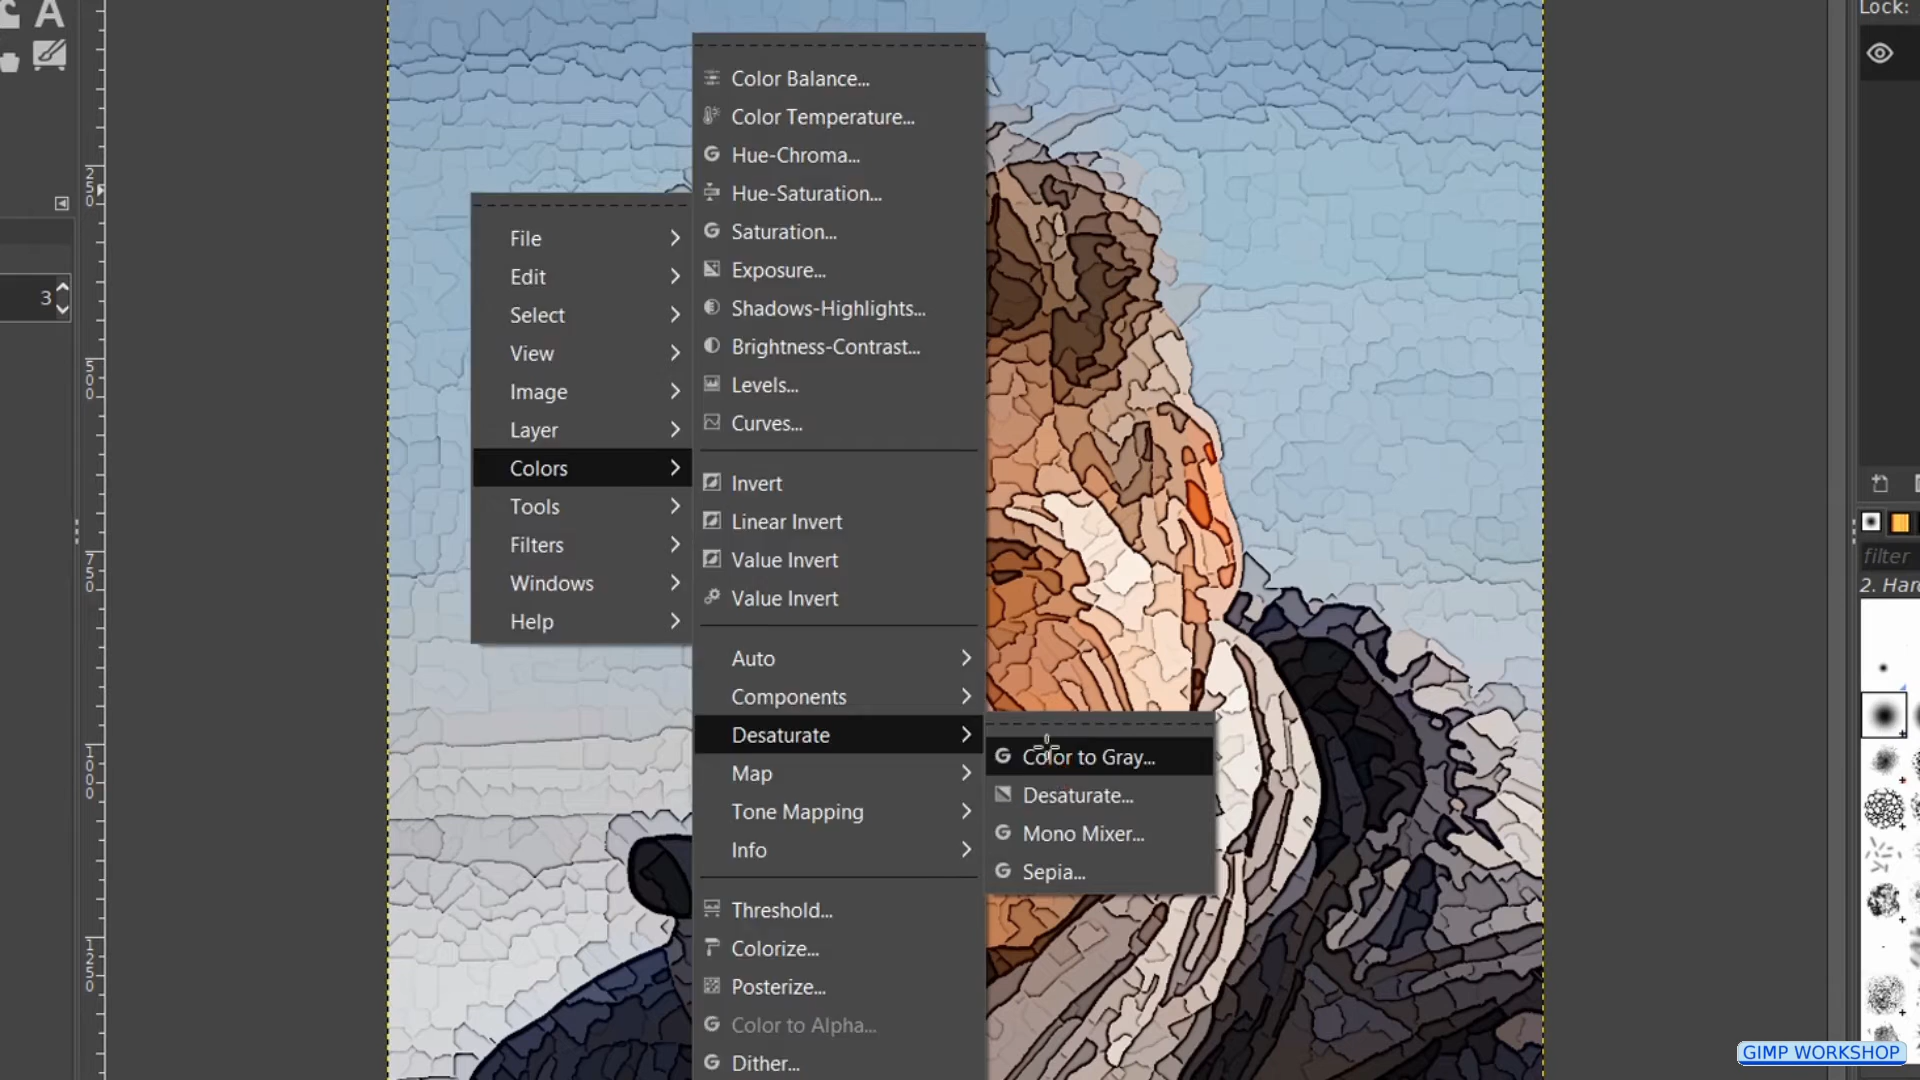 A
Lock:
250
500
750
1000
1250
3
File
Edit
Select
View
Image
Layer
Colors
Tools
Filters
Windows
Help
Color Balance...
Color Temperature...
Hue-Chroma...
Hue-Saturation...
Saturation...
Exposure...
Shadows-Highlights...
Brightness-Contrast...
Levels...
Curves...
Invert
Linear Invert
Value Invert
Value Invert
Auto
Components
Desaturate
Map
Tone Mapping
Info
Threshold...
Colorize...
Posterize...
Color to Alpha...
Dither...
Color to Gray...
Desaturate...
Mono Mixer...
Sepia...
filter
2. Har
GIMP WORKSHOP